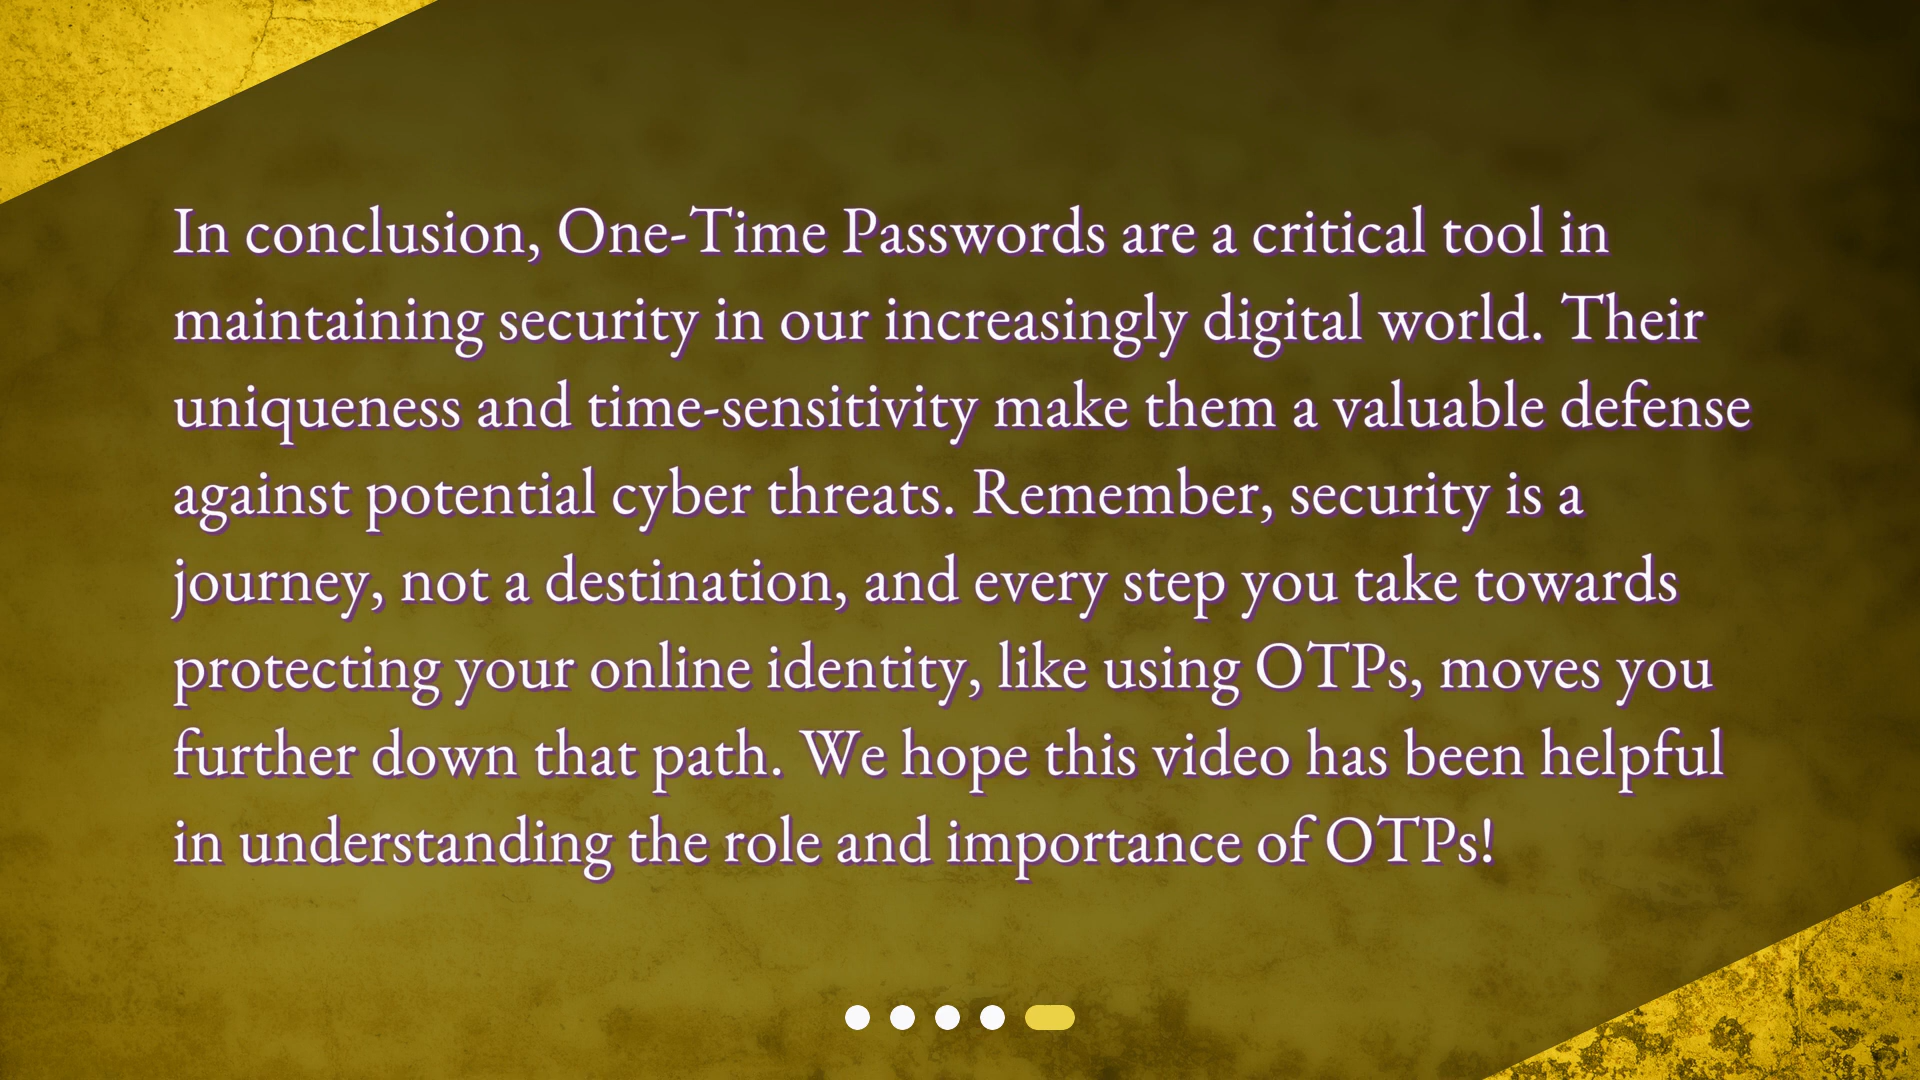 In conclusion, One-Time Passwords are a critical tool in
maintaining security in our increasingly digital world. Their
uniqueness and time-sensitivity make them a valuable defense
against potential cyber threats. Remember, security is a
journey, not a destination, and every step you take towards
protecting your online identity, like using OTPs, moves you
further down that path. We hope this video has been helpful
in understanding the role and importance of OTPs!